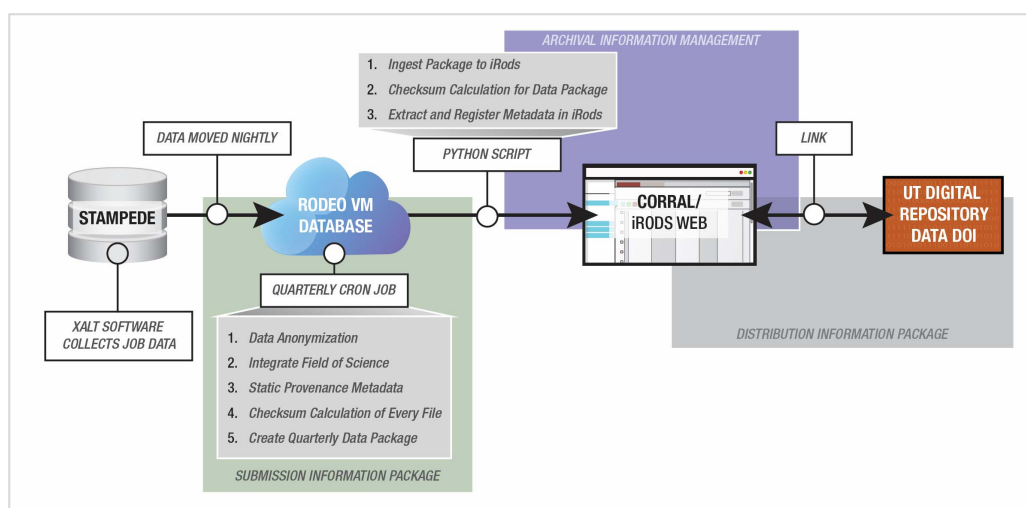 ARCHIVAL INFORMATION MANAGEMENT
1. Ingest Package to iRods
2. Checksum Calculation for Data Package
3. Extract and Register Metadata in iRods
DATA MOVED NIGHTLY
PYTHON SCRIPT
LINK
STAMPEDE
RODEO VM
DATABASE
CORRAL/
iRODS WEB
UT DIGITAL
REPOSITORY
DATA DOI
QUARTERLY CRON JOB
XALT SOFTWARE
COLLECTS JOB DATA
1. Data Anonymization
2. Integrate Field of Science
3. Static Provenance Metadata
4. Checksum Calculation of Every File
5. Create Quarterly Data Package
DISTRIBUTION INFORMATION PACKAGE
SUBMISSION INFORMATION PACKAGE